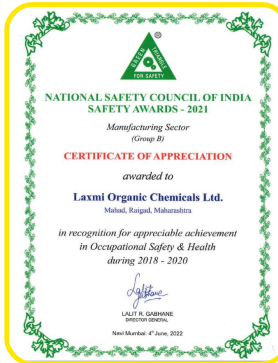 GREEN TRIANGLE
FOR SAFETY
®
NATIONAL SAFETY COUNCIL OF INDIA
SAFETY AWARDS - 2021
Manufacturing Sector
(Group B)
CERTIFICATE OF APPRECIATION
awarded to
Laxmi Organic Chemicals Ltd.
Mahad, Raigad, Maharashtra
in recognition for appreciable achievement
in Occupational Safety & Health
during 2018 - 2020
LALIT R. GABHANE
DIRECTOR GENERAL
Navi Mumbai: 4th June, 2022